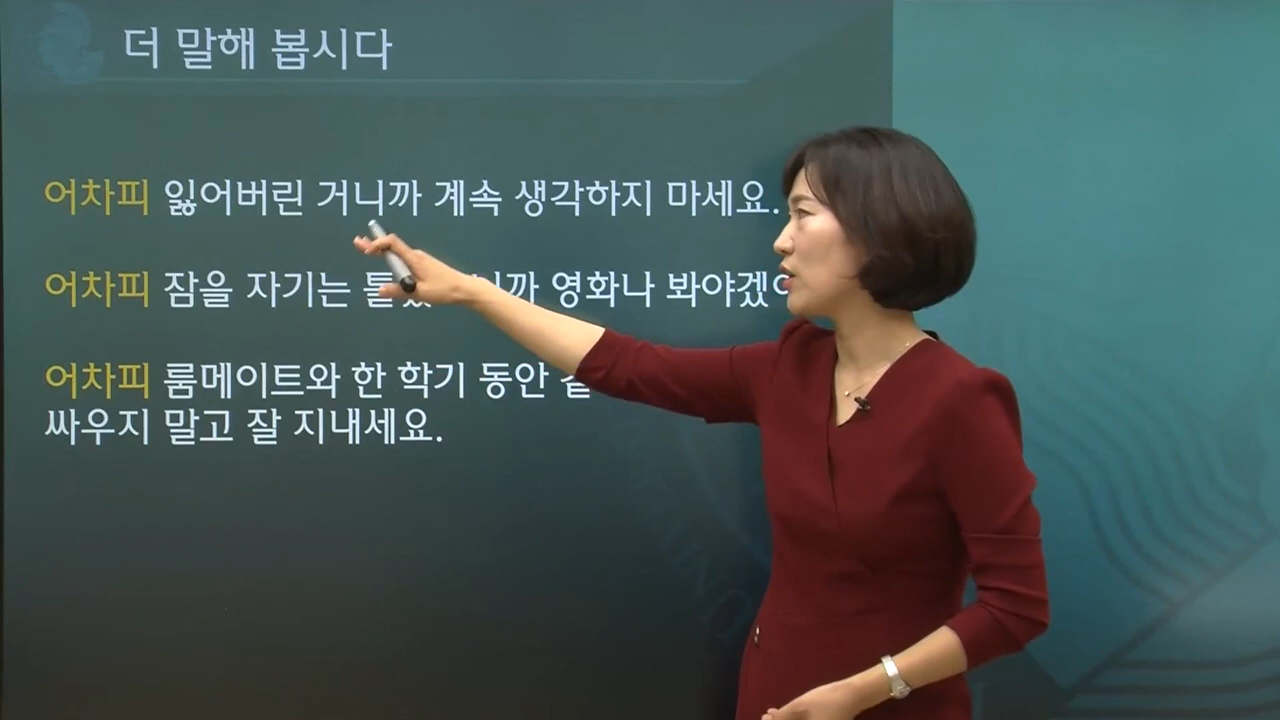 더 말해 봅시다
어차피 잃어버린 거니까 계속 생각하지 마세요.
어차피 잠을 자기는 영화나
어차피 룸메이트와 한 학기 동안
싸우지 말고 잘 지내세요.